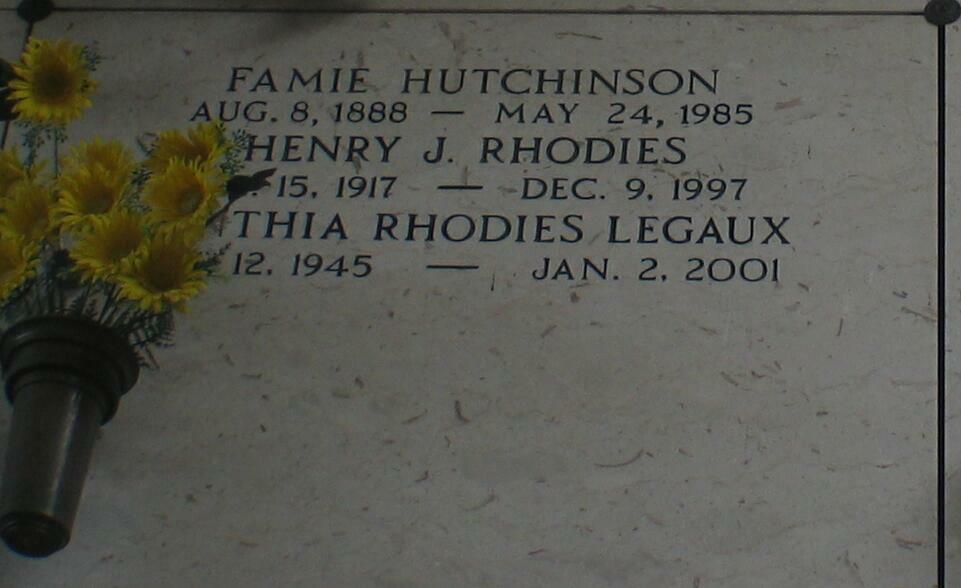 FAMIE HUTCHINSON
AUG. 8, 1888 — MAY 24, 1985
HENRY J. RHODIES
15, 1917 — DEC. 9, 1997
RHODIES LEGAUX
12, 1945 — JAN. 2, 2001